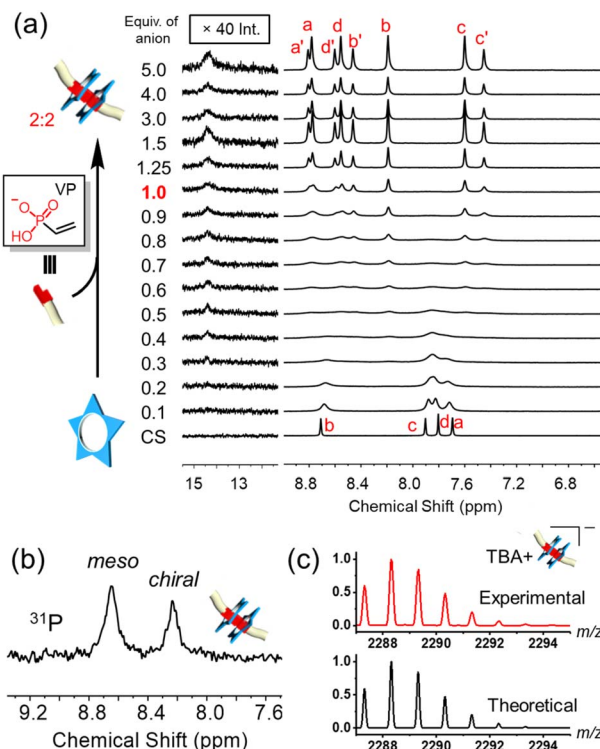 (a)
Equiv. of
anion
× 40 Int.
a'
a
d'
d
b'
b
c
c'
5.0
4.0
3.0
1.5
1.25
1.0
0.9
0.8
0.7
0.6
0.5
0.4
0.3
0.2
0.1
CS
2:2
VP
−
O
O
P
HO
b
c
d
a
15
13
8.8
8.4
8.0
7.6
7.2
6.8
Chemical Shift (ppm)
(b)
meso
chiral
31P
9.2
8.8
8.4
8.0
7.6
Chemical Shift (ppm)
(c)
TBA+
−
1.0
0.5
0.0
Experimental
2288
2290
2292
2294
m/z
1.0
0.5
0.0
Theoretical
2288
2290
2292
2294
m/z